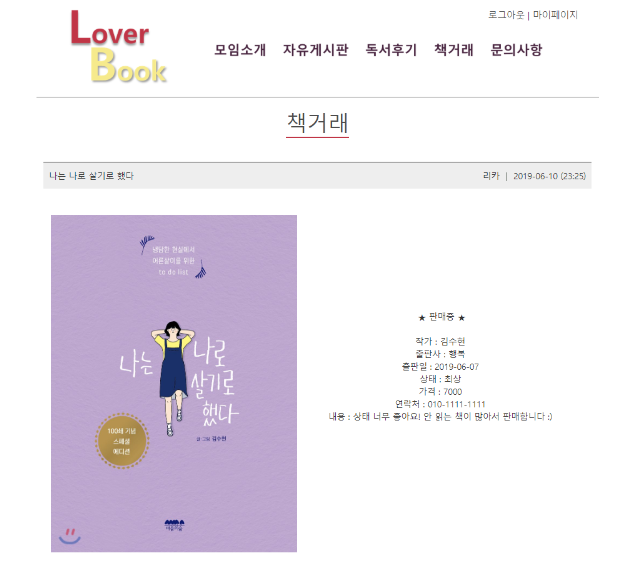 Lover
Book
로그아웃 | 마이페이지
모임소개 자유게시판 독서후기 책거래 문의사항
책거래
나는 나로 살기로 했다
리카 | 2019-06-10 (23:25)
냉담한 현실에서
어른살이를 위한
to do list
나는 나로
살기로
했다
글 그림 김수현
100쇄 기념
스페셜
에디션
마음의숲
★ 판매중 ★
작가 : 김수현
출판사 : 행복
출판일 : 2019-06-07
상태 : 최상
가격 : 7000
연락처 : 010-1111-1111
내용 : 상태 너무 좋아요! 안 읽는 책이 많아서 판매합니다 :)